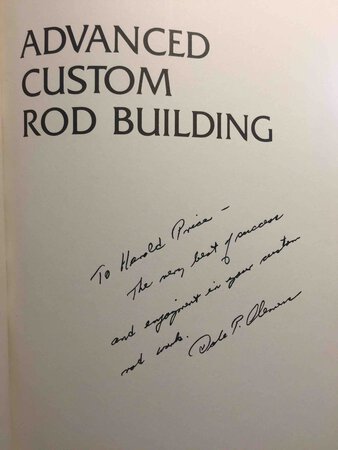 ADVANCED
CUSTOM
ROD BUILDING
To Harold Price –
The very best of success
and enjoyment in your custom
rod work.
Dale P. Clemens